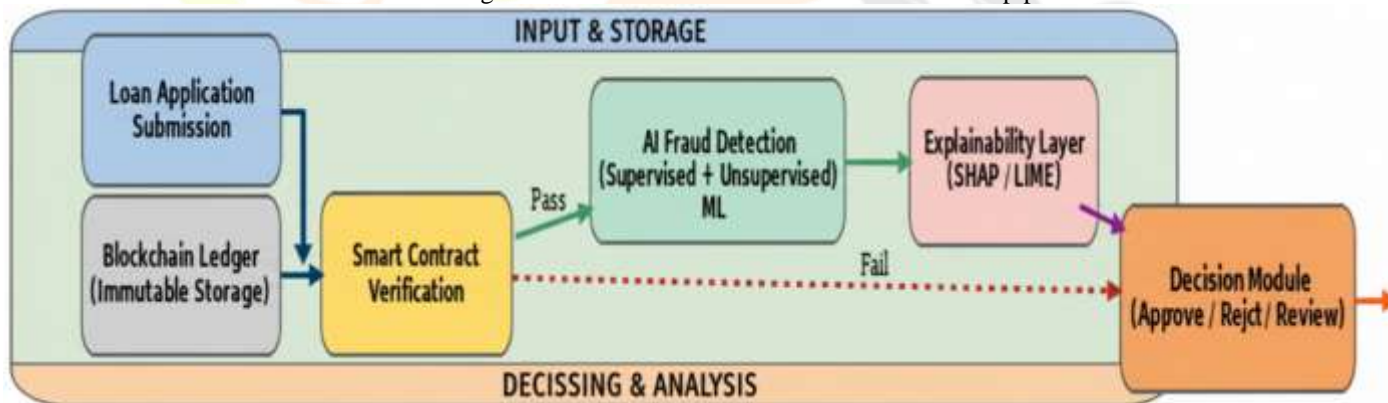 INPUT & STORAGE
Loan Application
Submission
Blockchain Ledger
(Immutable Storage)
Smart Contract
Verification
Pass
AI Fraud Detection
(Supervised + Unsupervised)
ML
Explainability Layer
(SHAP / LIME)
Fail
Decision Module
(Approve / Rejct / Review)
DECISSING & ANALYSIS